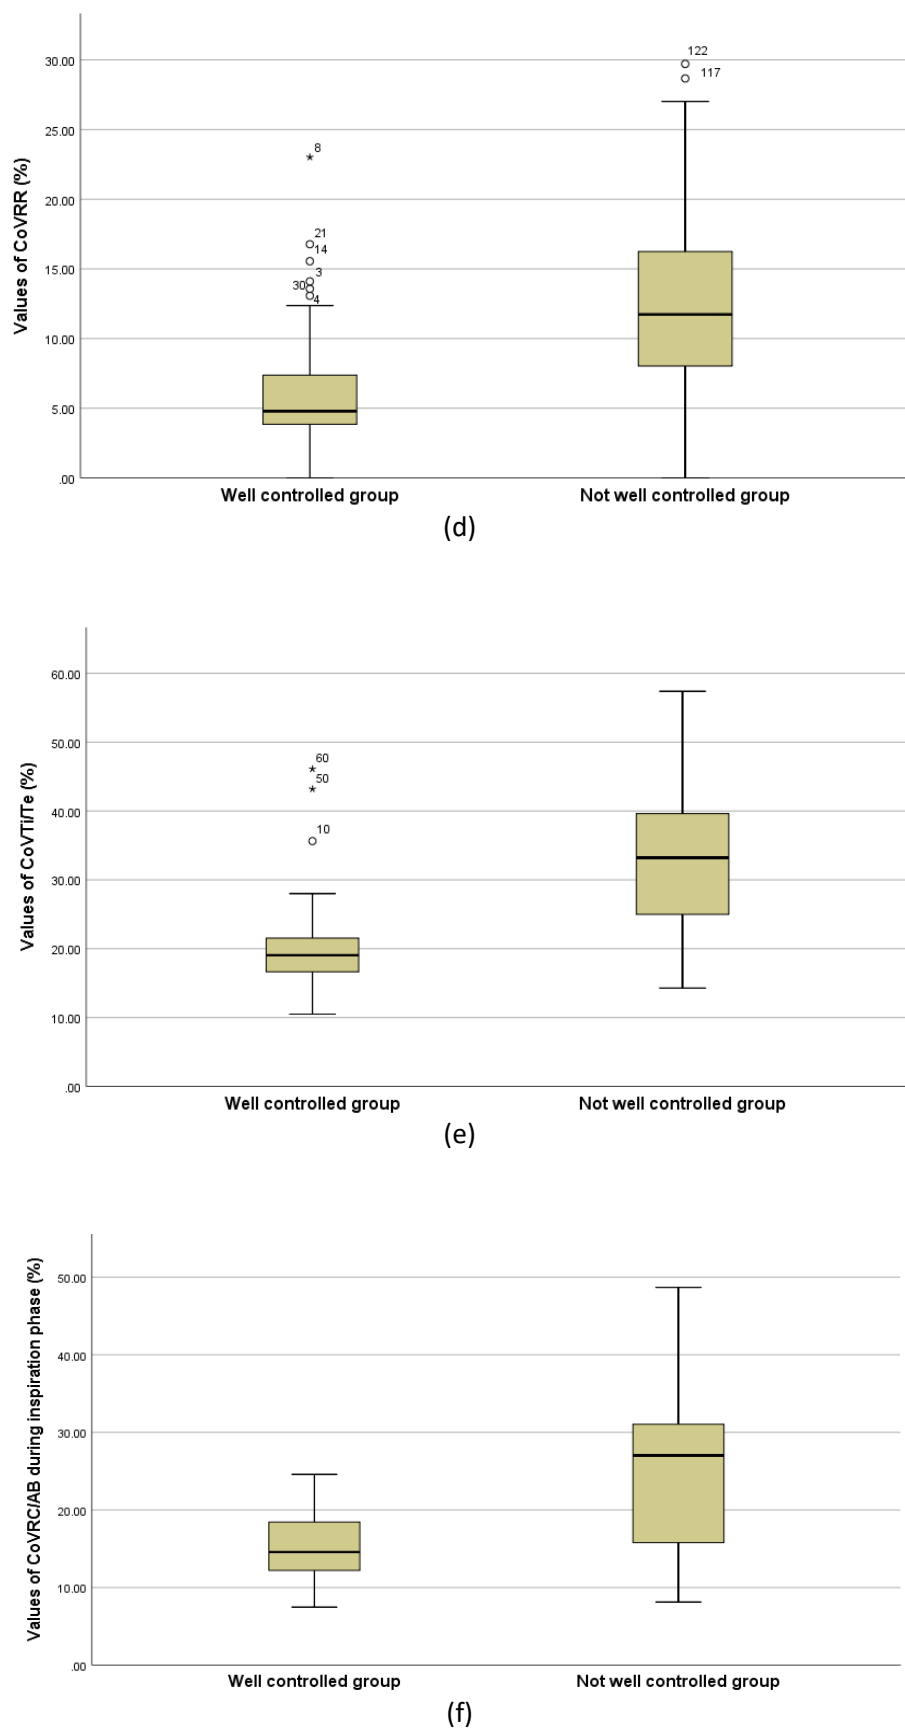 Values of CoVRR (%)
30.00
25.00
20.00
15.00
10.00
5.00
.00
122
117
8
21
14
3
30
4
Well controlled group
Not well controlled group
(d)
Values of CoVTi/Te (%)
60.00
50.00
40.00
30.00
20.00
10.00
.00
60
50
10
Well controlled group
Not well controlled group
(e)
Values of CoVRC/AB during inspiration phase (%)
50.00
40.00
30.00
20.00
10.00
.00
Well controlled group
Not well controlled group
(f)